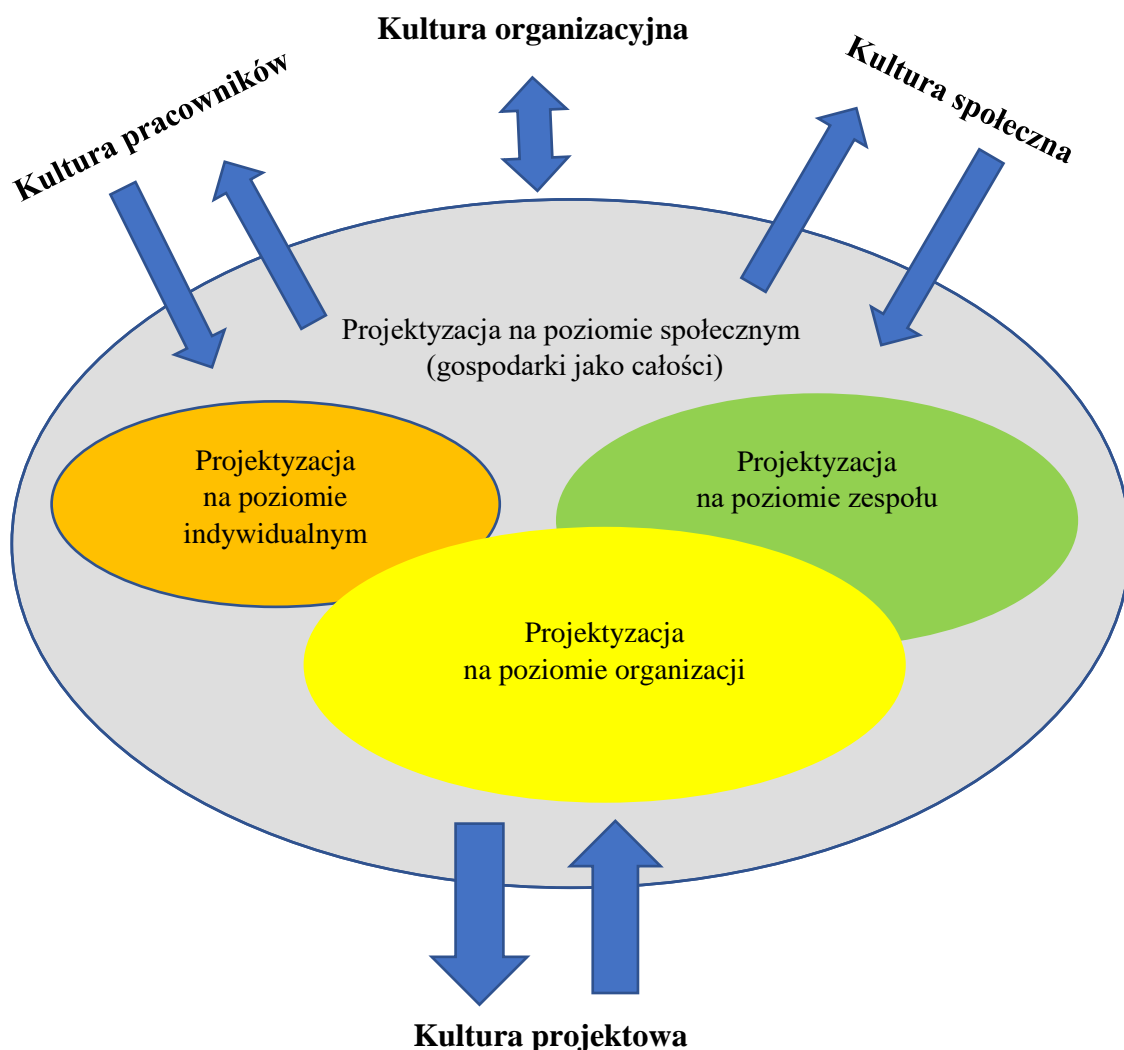 Kultura organizacyjna
Kultura pracowników
Kultura społeczna
Projektyzacja na poziomie społecznym
(gospodarki jako całości)
Projektyzacja
na poziomie
indywidualnym
Projektyzacja
na poziomie zespołu
Projektyzacja
na poziomie organizacji
Kultura projektowa